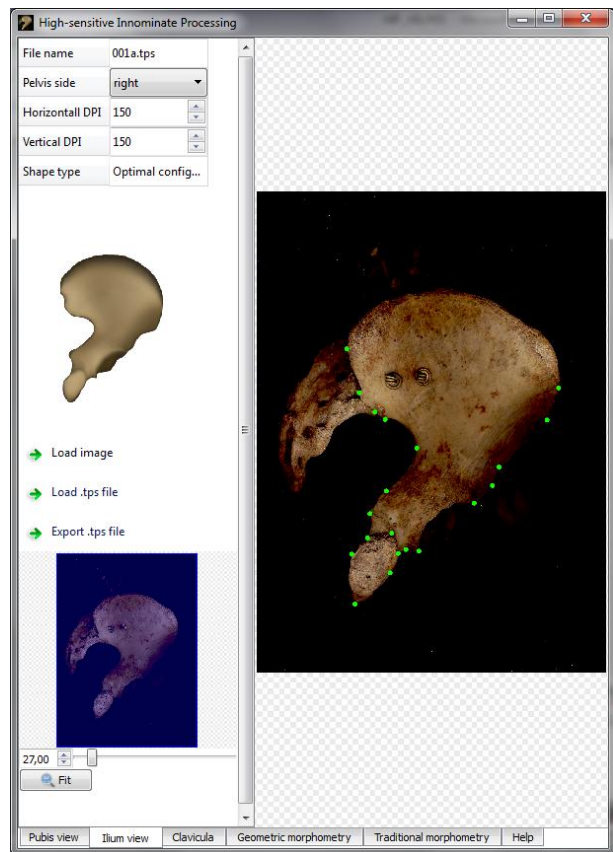 High-sensitive Innominate Processing
File name 001a.tps
Pelvis side right
Horizontall DPI 150
Vertical DPI 150
Shape type Optimal config...
Load image
Load .tps file
Export .tps file
27,00
Fit
Pubis view Ilium view Clavicula Geometric morphometry Traditional morphometry Help